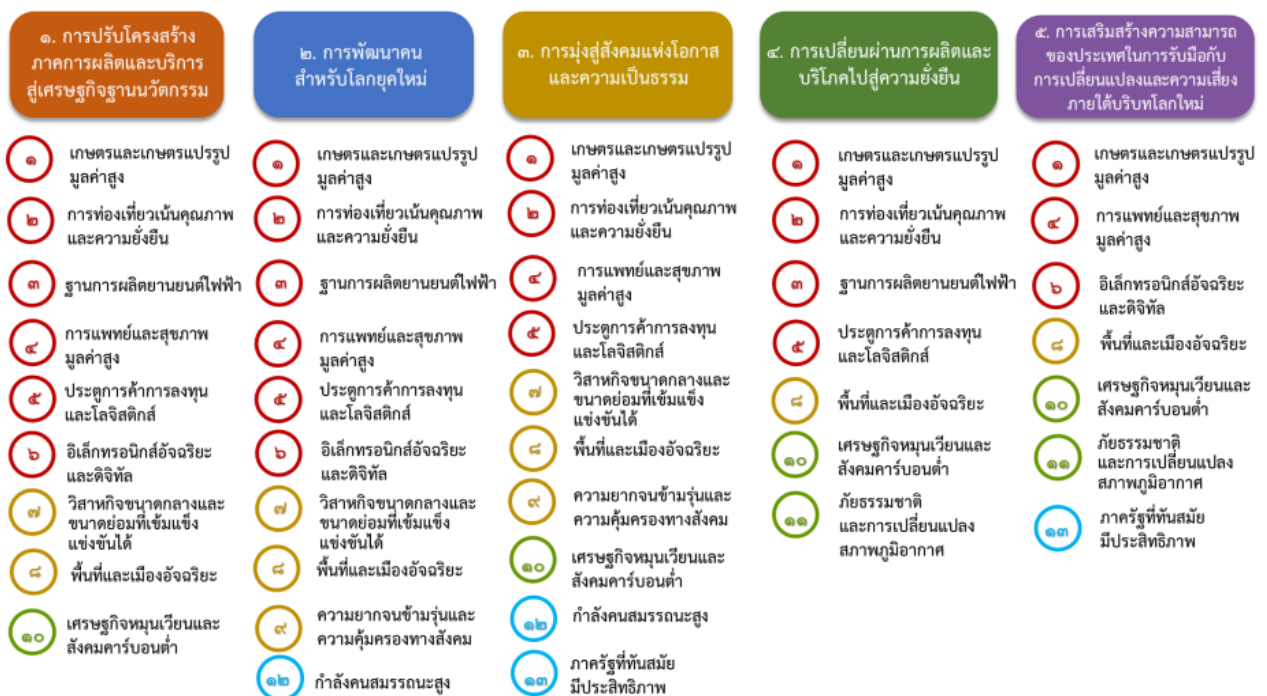 ๑. การปรับโครงสร้าง
ภาคการผลิตและบริการ
สู่เศรษฐกิจฐานนวัตกรรม
๑
เกษตรและเกษตรแปรรูป
มูลค่าสูง
๒
การท่องเที่ยวเน้นคุณภาพ
และความยั่งยืน
๓
ฐานการผลิตยานยนต์ไฟฟ้า
๔
การแพทย์และสุขภาพ
มูลค่าสูง
๕
ประตูการค้าการลงทุน
และโลจิสติกส์
๖
อิเล็กทรอนิกส์อัจฉริยะ
และดิจิทัล
๗
วิสาหกิจขนาดกลางและ
ขนาดย่อมที่เข้มแข็ง
แข่งขันได้
๘
พื้นที่และเมืองอัจฉริยะ
๑๐
เศรษฐกิจหมุนเวียนและ
สังคมคาร์บอนต่ำ
๒. การพัฒนาคน
สำหรับโลกยุคใหม่
๑
เกษตรและเกษตรแปรรูป
มูลค่าสูง
๒
การท่องเที่ยวเน้นคุณภาพ
และความยั่งยืน
๓
ฐานการผลิตยานยนต์ไฟฟ้า
๔
การแพทย์และสุขภาพ
มูลค่าสูง
๕
ประตูการค้าการลงทุน
และโลจิสติกส์
๖
อิเล็กทรอนิกส์อัจฉริยะ
และดิจิทัล
๗
วิสาหกิจขนาดกลางและ
ขนาดย่อมที่เข้มแข็ง
แข่งขันได้
๘
พื้นที่และเมืองอัจฉริยะ
๙
ความยากจนข้ามรุ่นและ
ความคุ้มครองทางสังคม
๑๒
กำลังคนสมรรถนะสูง
๓. การมุ่งสู่สังคมแห่งโอกาส
และความเป็นธรรม
๑
เกษตรและเกษตรแปรรูป
มูลค่าสูง
๒
การท่องเที่ยวเน้นคุณภาพ
และความยั่งยืน
๔
การแพทย์และสุขภาพ
มูลค่าสูง
๕
ประตูการค้าการลงทุน
และโลจิสติกส์
๗
วิสาหกิจขนาดกลางและ
ขนาดย่อมที่เข้มแข็ง
แข่งขันได้
๘
พื้นที่และเมืองอัจฉริยะ
๙
ความยากจนข้ามรุ่นและ
ความคุ้มครองทางสังคม
๑๐
เศรษฐกิจหมุนเวียนและ
สังคมคาร์บอนต่ำ
๑๒
กำลังคนสมรรถนะสูง
๑๓
ภาครัฐที่ทันสมัย
มีประสิทธิภาพ
๔. การเปลี่ยนผ่านการผลิตและ
บริโภคไปสู่ความยั่งยืน
๑
เกษตรและเกษตรแปรรูป
มูลค่าสูง
๒
การท่องเที่ยวเน้นคุณภาพ
และความยั่งยืน
๓
ฐานการผลิตยานยนต์ไฟฟ้า
๕
ประตูการค้าการลงทุน
และโลจิสติกส์
๘
พื้นที่และเมืองอัจฉริยะ
๑๐
เศรษฐกิจหมุนเวียนและ
สังคมคาร์บอนต่ำ
๑๑
ภัยธรรมชาติ
และการเปลี่ยนแปลง
สภาพภูมิอากาศ
๕. การเสริมสร้างความสามารถ
ของประเทศในการรับมือกับ
การเปลี่ยนแปลงและความเสี่ยง
ภายใต้บริบทโลกใหม่
๑
เกษตรและเกษตรแปรรูป
มูลค่าสูง
๔
การแพทย์และสุขภาพ
มูลค่าสูง
๖
อิเล็กทรอนิกส์อัจฉริยะ
และดิจิทัล
๘
พื้นที่และเมืองอัจฉริยะ
๑๐
เศรษฐกิจหมุนเวียนและ
สังคมคาร์บอนต่ำ
๑๑
ภัยธรรมชาติ
และการเปลี่ยนแปลง
สภาพภูมิอากาศ
๑๓
ภาครัฐที่ทันสมัย
มีประสิทธิภาพ